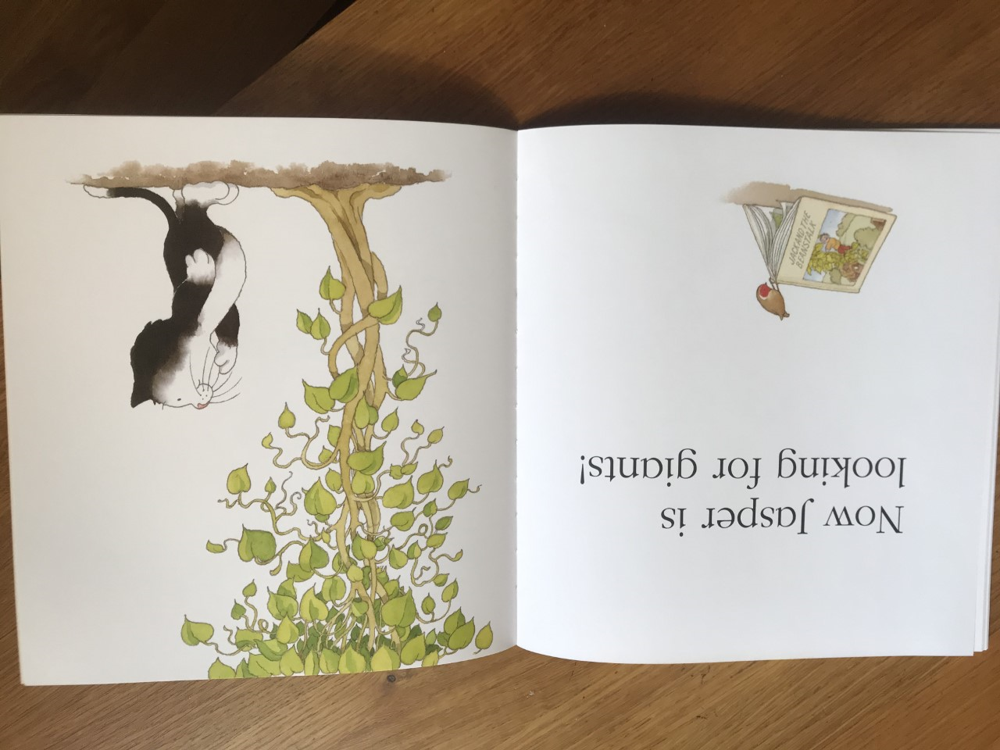 Now Jasper is
looking for giants!
JACK AND THE
BEANSTALK